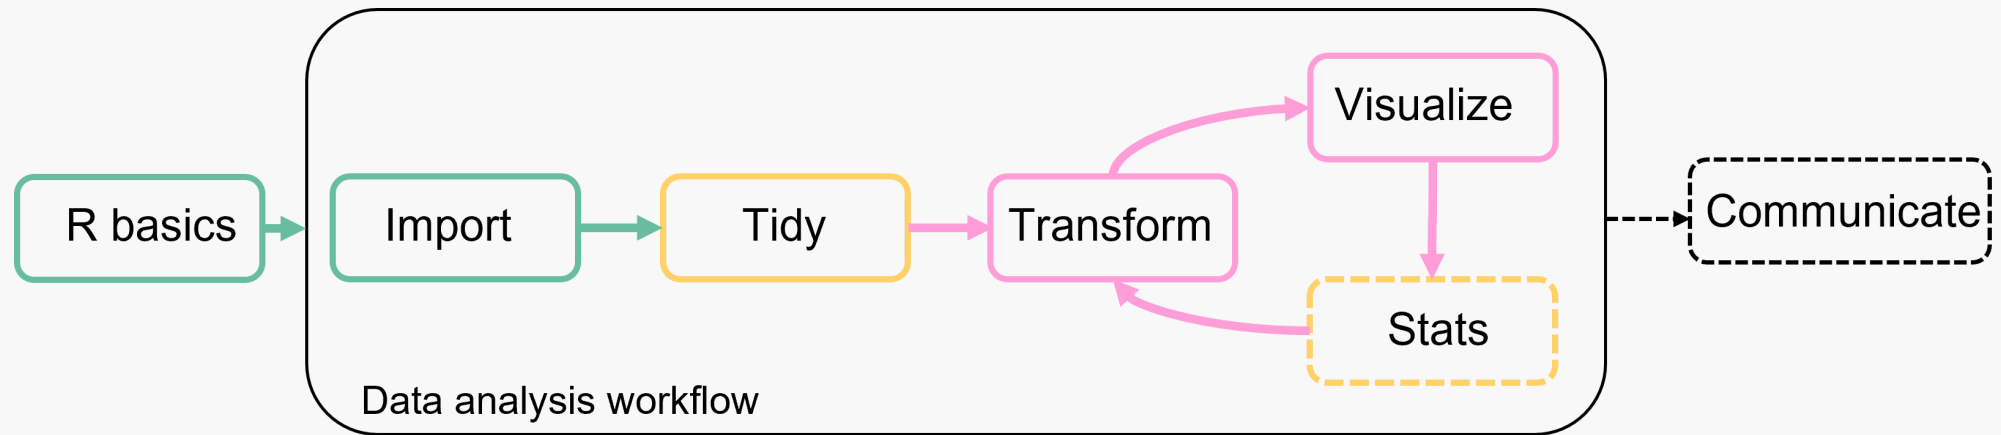 R basics
Import
Tidy
Transform
Visualize
Stats
Communicate
Data analysis workflow